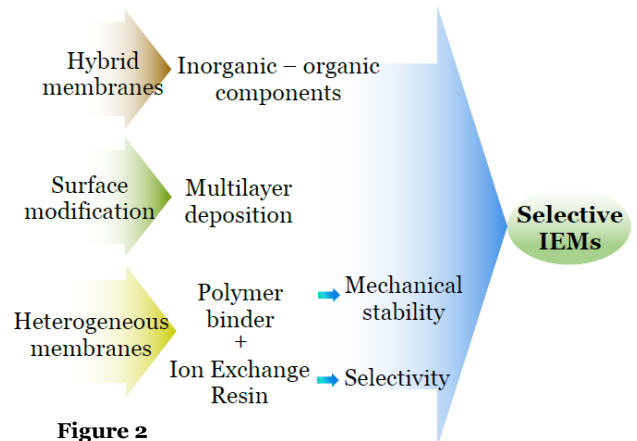 Hybrid
membranes
Inorganic – organic
components
Surface
modification
Multilayer
deposition
Selective
IEMs
Heterogeneous
membranes
Polymer
binder
+
Ion Exchange
Resin
Mechanical
stability
Selectivity
Figure 2